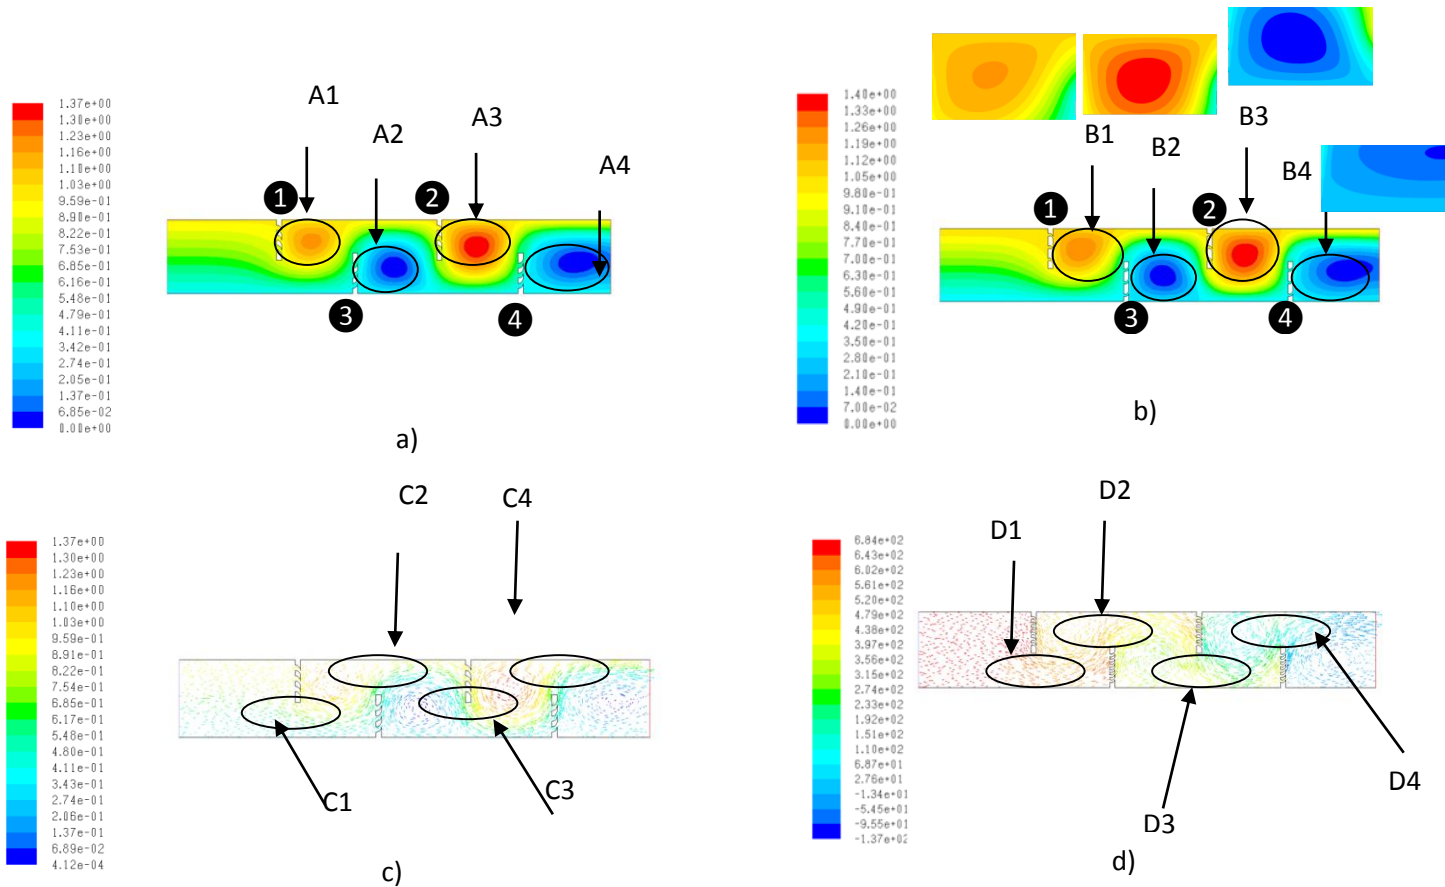 A1
A2
A3
A4
1
2
3
4
1.37e+00
1.30e+00
1.23e+00
1.16e+00
1.10e+00
1.03e+00
9.59e-01
8.90e-01
8.22e-01
7.53e-01
6.85e-01
6.16e-01
5.48e-01
4.79e-01
4.11e-01
3.42e-01
2.74e-01
2.05e-01
1.37e-01
6.85e-02
0.00e+00
a)
B1
B2
B3
B4
1
2
3
4
1.40e+00
1.33e+00
1.26e+00
1.19e+00
1.12e+00
1.05e+00
9.80e-01
9.10e-01
8.40e-01
7.70e-01
7.00e-01
6.30e-01
5.60e-01
4.90e-01
4.20e-01
3.50e-01
2.80e-01
2.10e-01
1.40e-01
7.00e-02
0.00e+00
b)
C2
C4
C1
C3
1.37e+00
1.30e+00
1.23e+00
1.16e+00
1.10e+00
1.03e+00
9.59e-01
8.91e-01
8.22e-01
7.54e-01
6.85e-01
6.17e-01
5.48e-01
4.80e-01
4.11e-01
3.43e-01
2.74e-01
2.06e-01
1.37e-01
6.89e-02
4.12e-04
c)
D2
D1
D4
D3
6.84e+02
6.43e+02
6.02e+02
5.61e+02
5.20e+02
4.79e+02
4.38e+02
3.97e+02
3.56e+02
3.15e+02
2.74e+02
2.33e+02
1.92e+02
1.51e+02
1.10e+02
6.87e+01
2.76e+01
-1.34e+01
-5.45e+01
-9.55e+01
-1.37e+02
d)